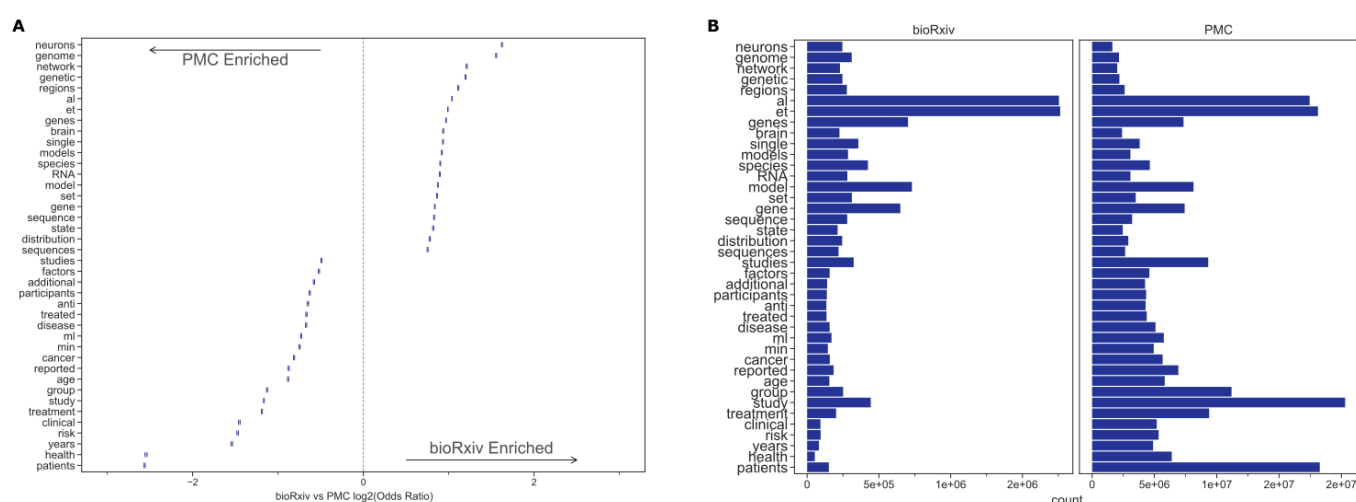 A
neurons
genome
network
genetic
regions
al
et
genes
brain
single
models
species
RNA
model
set
gene
sequence
state
distribution
sequences
studies
factors
additional
participants
anti
treated
disease
ml
min
cancer
reported
age
group
study
treatment
clinical
risk
years
health
patients
PMC Enriched
bioRxiv Enriched
−2 0 2
bioRxiv vs PMC log2(Odds Ratio)
B
bioRxiv PMC
neurons
genome
network
genetic
regions
al
et
genes
brain
single
models
species
RNA
model
set
gene
sequence
state
distribution
sequences
studies
factors
additional
participants
anti
treated
disease
ml
min
cancer
reported
age
group
study
treatment
clinical
risk
years
health
patients
0 5e+05 1e+06 2e+06 0 5e+06 1e+07 2e+07 2e+0
count